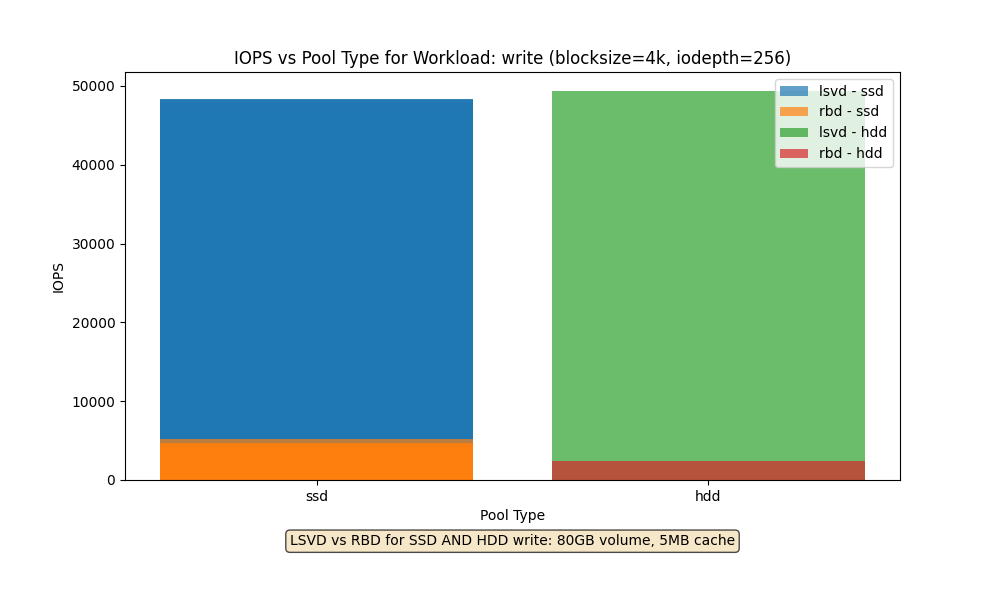 IOPS vs Pool Type for Workload: write (blocksize=4k, iodepth=256)
lsvd - ssd
rbd - ssd
lsvd - hdd
rbd - hdd
50000
40000
30000
20000
10000
0
IOPS
ssd
hdd
Pool Type
LSVD vs RBD for SSD AND HDD write: 80GB volume, 5MB cache